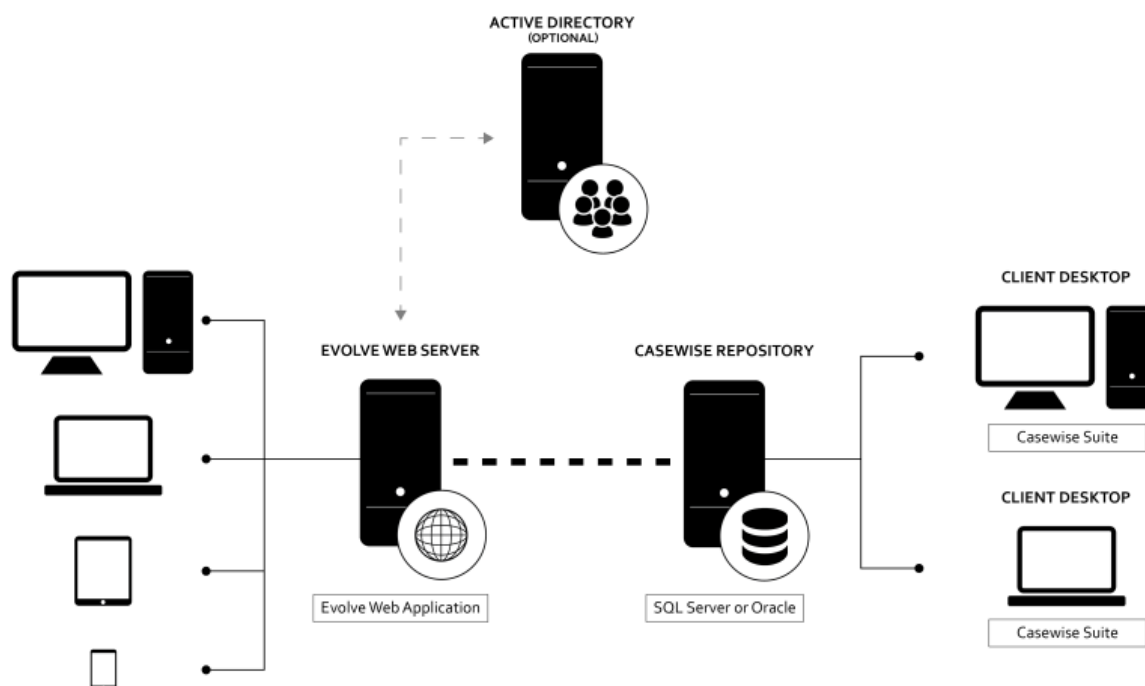 ACTIVE DIRECTORY
(OPTIONAL)
CLIENT DESKTOP
EVOLVE WEB SERVER
CASEWISE REPOSITORY
Casewise Suite
CLIENT DESKTOP
Evolve Web Application
SQL Server or Oracle
Casewise Suite